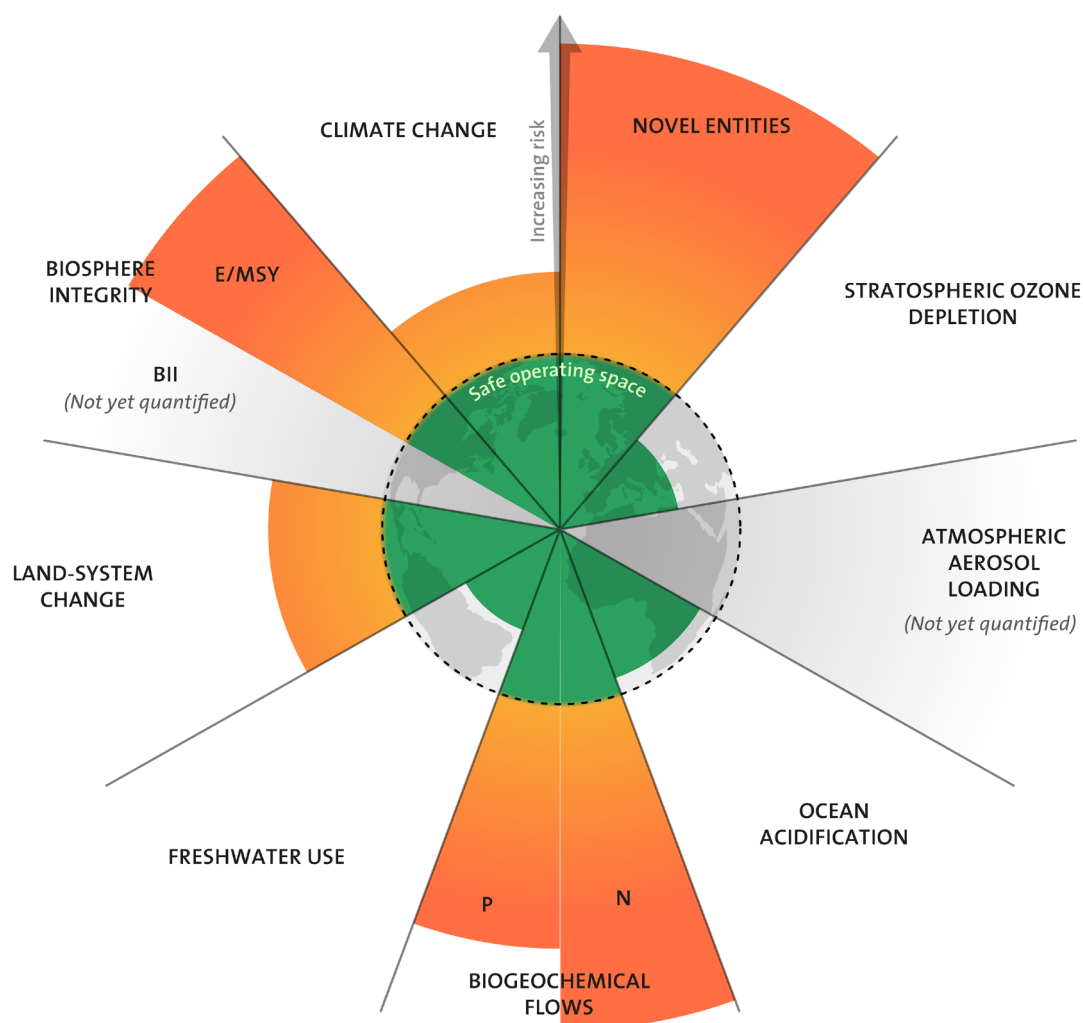 CLIMATE CHANGE
NOVEL ENTITIES
Increasing risk
BIOSPHERE
INTEGRITY
E/MSY
STRATOSPHERIC OZONE
DEPLETION
BII
(Not yet quantified)
Safe operating space
ATMOSPHERIC
AEROSOL
LOADING
(Not yet quantified)
LAND-SYSTEM
CHANGE
OCEAN
ACIDIFICATION
FRESHWATER USE
P
N
BIOGEOCHEMICAL
FLOWS